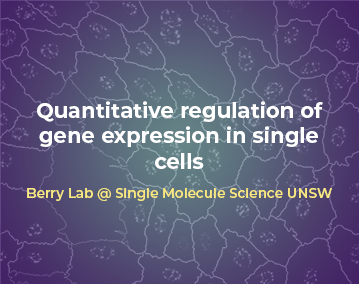 Quantitative regulation of
gene expression in single
cells
Berry Lab @ Single Molecule Science UNSW